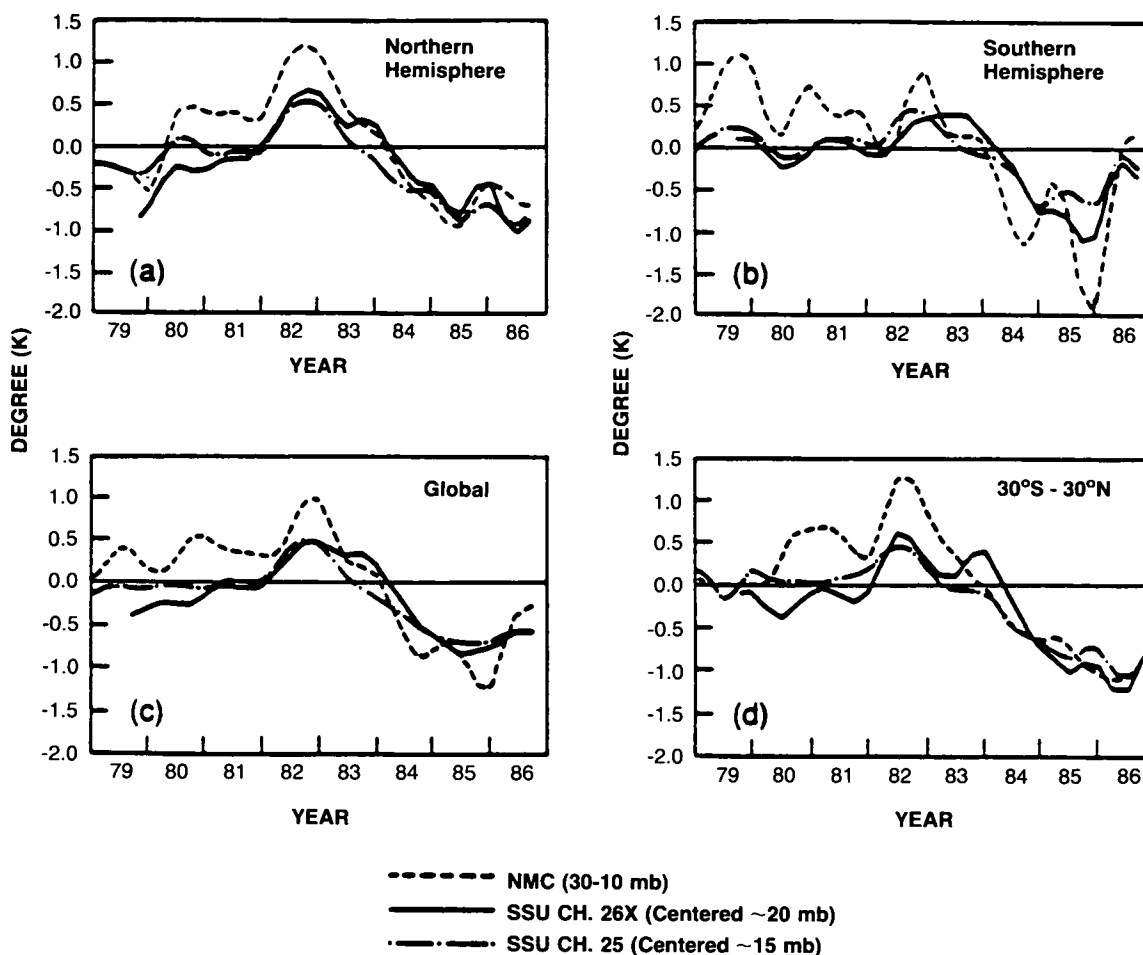 1.5
1.0
0.5
0.0
-0.5
-1.0
-1.5
-2.0
Northern
Hemisphere
(a)
79 80 81 82 83 84 85 86
YEAR
DEGREE (K)
1.5
1.0
0.5
0.0
-0.5
-1.0
-1.5
-2.0
Southern
Hemisphere
(b)
79 80 81 82 83 84 85 86
YEAR
DEGREE (K)
1.5
1.0
0.5
0.0
-0.5
-1.0
-1.5
-2.0
Global
(c)
79 80 81 82 83 84 85 86
YEAR
1.5
1.0
0.5
0.0
-0.5
-1.0
-1.5
-2.0
30°S - 30°N
(d)
79 80 81 82 83 84 85 86
YEAR
NMC (30-10 mb)
SSU CH. 26X (Centered ~20 mb)
SSU CH. 25 (Centered ~15 mb)